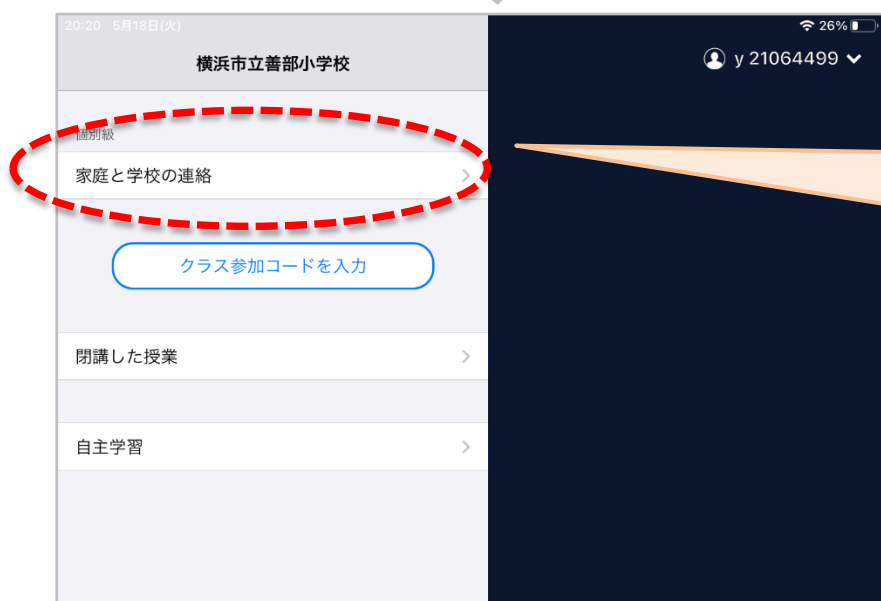 20:20 5月18日(火)
26%
横浜市立善部小学校
y 21064499
個別級
家庭と学校の連絡
クラス参加コードを入力
閉講した授業
自主学習